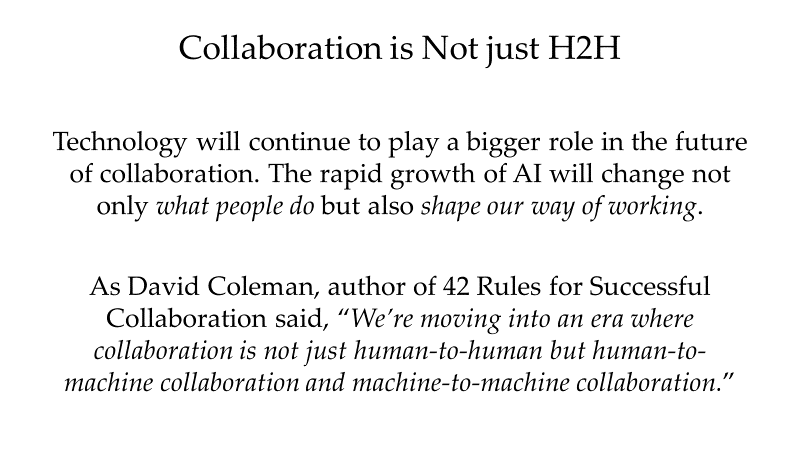 Collaboration is Not just H2H
Technology will continue to play a bigger role in the future
of collaboration. The rapid growth of AI will change not
only what people do but also shape our way of working.
As David Coleman, author of 42 Rules for Successful
Collaboration said, “We’re moving into an era where
collaboration is not just human-to-human but human-to-
machine collaboration and machine-to-machine collaboration.”